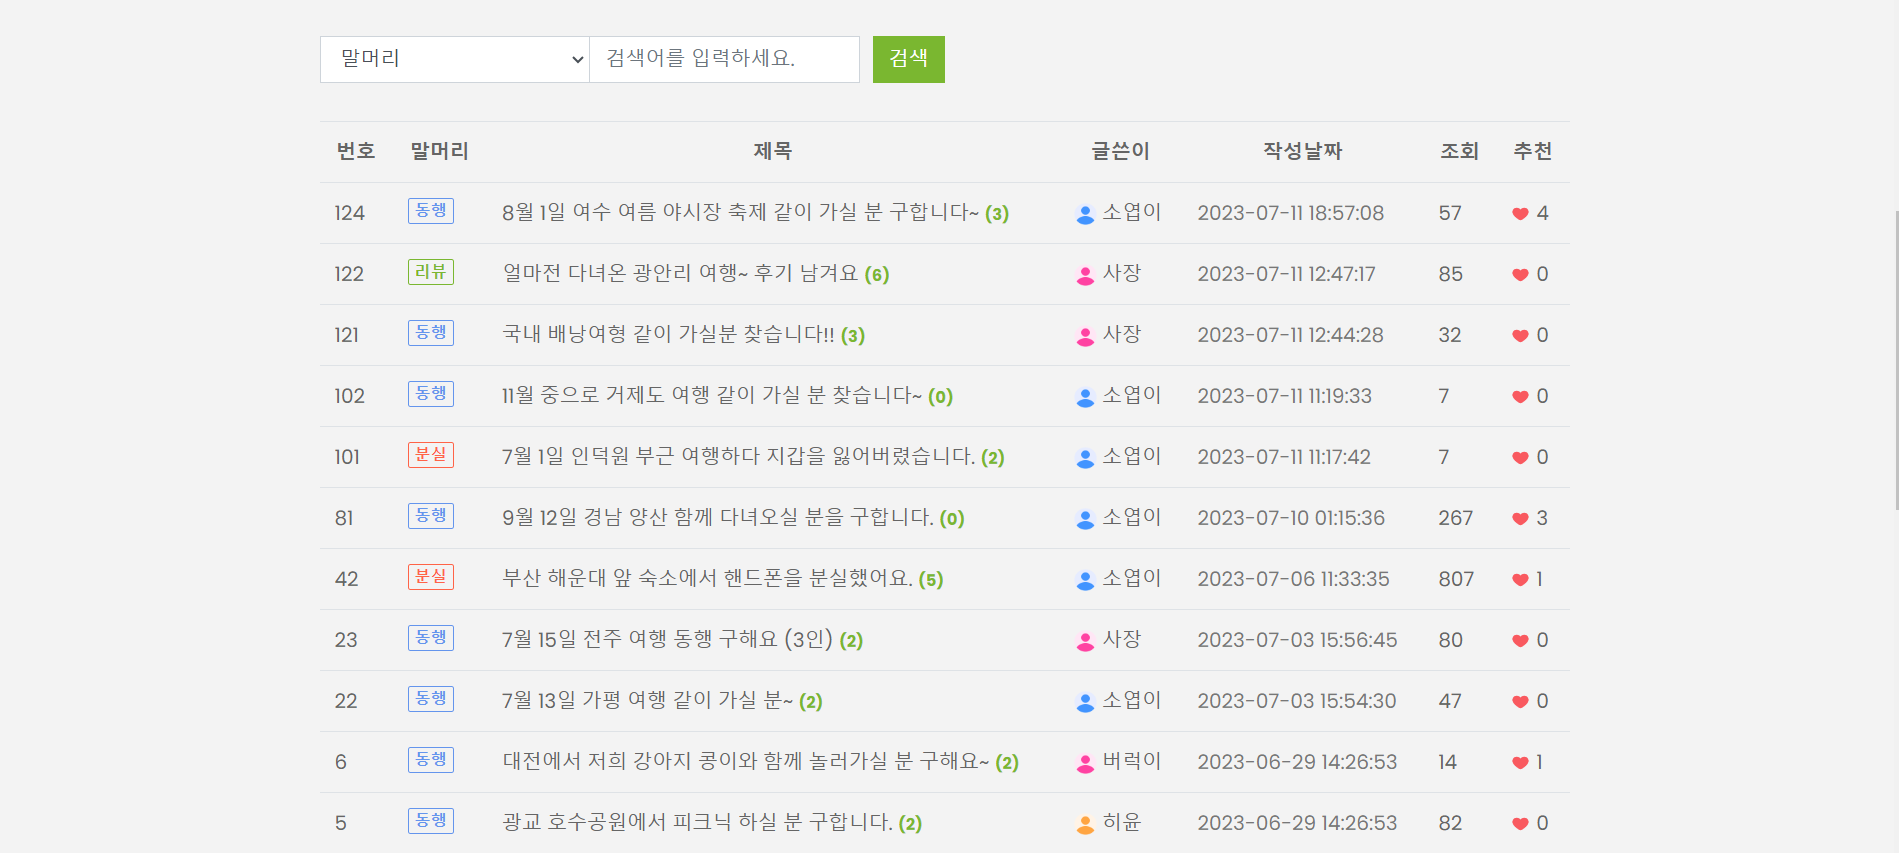 말머리 검색어를 입력하세요. 검색
번호 말머리 제목 글쓴이 작성날짜 조회 추천
124 동행 8월 1일 여수 여름 야시장 축제 같이 가실 분 구합니다~ (3) 소엽이 2023-07-11 18:57:08 57 4
122 리뷰 얼마전 다녀온 광안리 여행~ 후기 남겨요 (6) 사장 2023-07-11 12:47:17 85 0
121 동행 국내 배낭여형 같이 가실분 찾습니다!! (3) 사장 2023-07-11 12:44:28 32 0
102 동행 11월 중으로 거제도 여행 같이 가실 분 찾습니다~ (0) 소엽이 2023-07-11 11:19:33 7 0
101 분실 7월 1일 인덕원 부근 여행하다 지갑을 잃어버렸습니다. (2) 소엽이 2023-07-11 11:17:42 7 0
81 동행 9월 12일 경남 양산 함께 다녀오실 분을 구합니다. (0) 소엽이 2023-07-10 01:15:36 267 3
42 분실 부산 해운대 앞 숙소에서 핸드폰을 분실했어요. (5) 소엽이 2023-07-06 11:33:35 807 1
23 동행 7월 15일 전주 여행 동행 구해요 (3인) (2) 사장 2023-07-03 15:56:45 80 0
22 동행 7월 13일 가평 여행 같이 가실 분~ (2) 소엽이 2023-07-03 15:54:30 47 0
6 동행 대전에서 저희 강아지 콩이와 함께 놀러가실 분 구해요~ (2) 버럭이 2023-06-29 14:26:53 14 1
5 동행 광교 호수공원에서 피크닉 하실 분 구합니다. (2) 히윤 2023-06-29 14:26:53 82 0